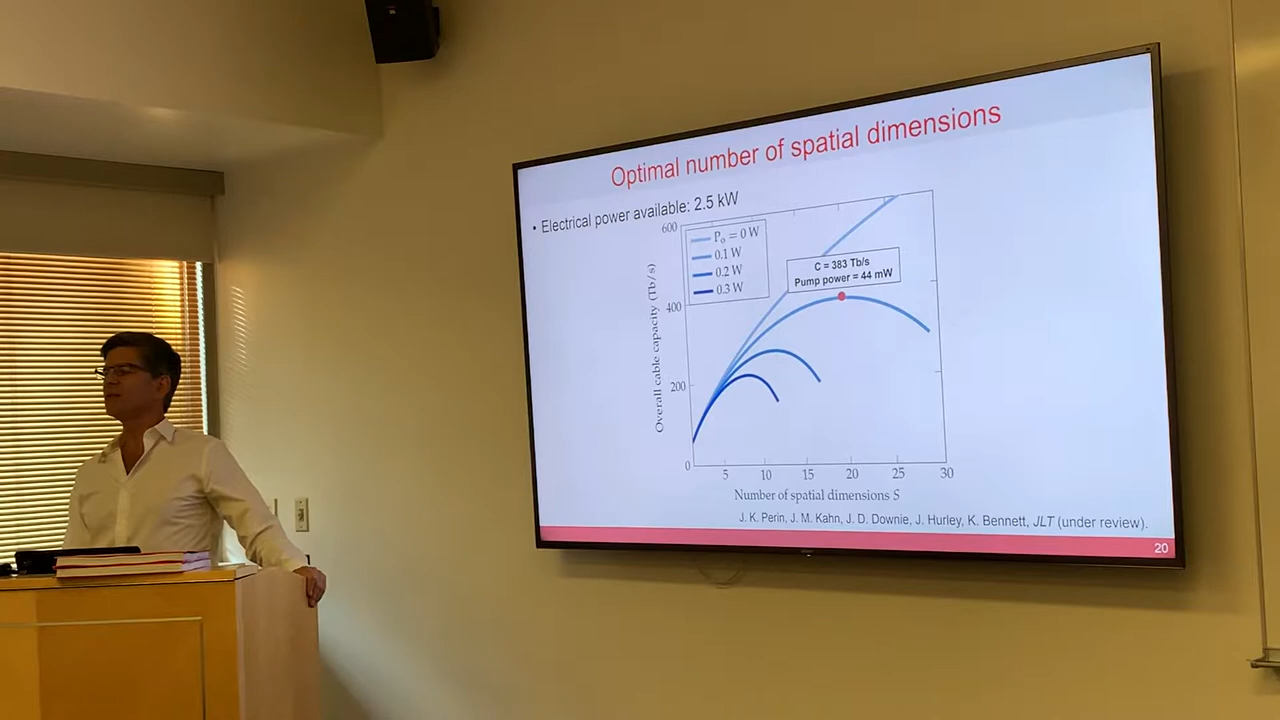 Optimal number of spatial dimensions
• Electrical power available: 2.5 kW
600
400
200
0
Overall cable capacity (Tb/s)
P₀ = 0 W
0.1 W
0.2 W
0.3 W
C = 383 Tb/s
Pump power = 44 mW
5 10 15 20 25 30
Number of spatial dimensions S
J. K. Perin, J. M. Kahn, J. D. Downie, J. Hurley, K. Bennett, JLT (under review).
20